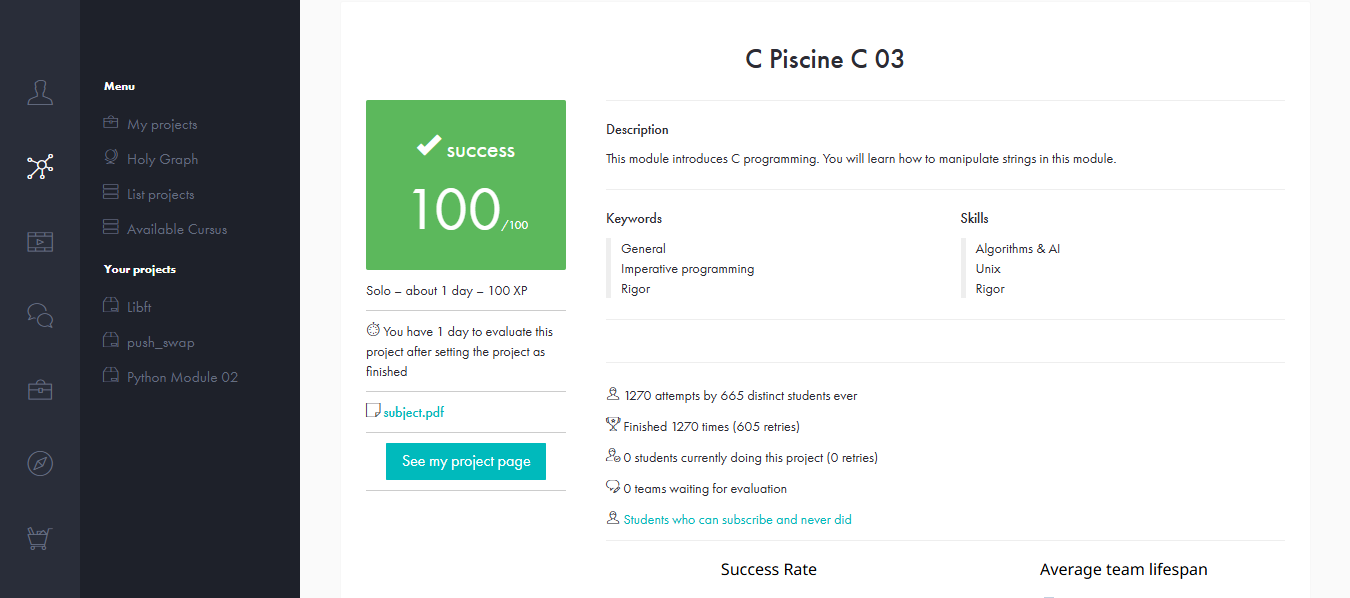 Menu
My projects
Holy Graph
List projects
Available Cursus
Your projects
Libft
push_swap
Python Module 02
C Piscine C 03
success
100/100
Solo – about 1 day – 100 XP
You have 1 day to evaluate this
project after setting the project as
finished
subject.pdf
See my project page
Description
This module introduces C programming. You will learn how to manipulate strings in this module.
Keywords
General
Imperative programming
Rigor
Skills
Algorithms & AI
Unix
Rigor
1270 attempts by 665 distinct students ever
Finished 1270 times (605 retries)
0 students currently doing this project (0 retries)
0 teams waiting for evaluation
Students who can subscribe and never did
Success Rate
Average team lifespan